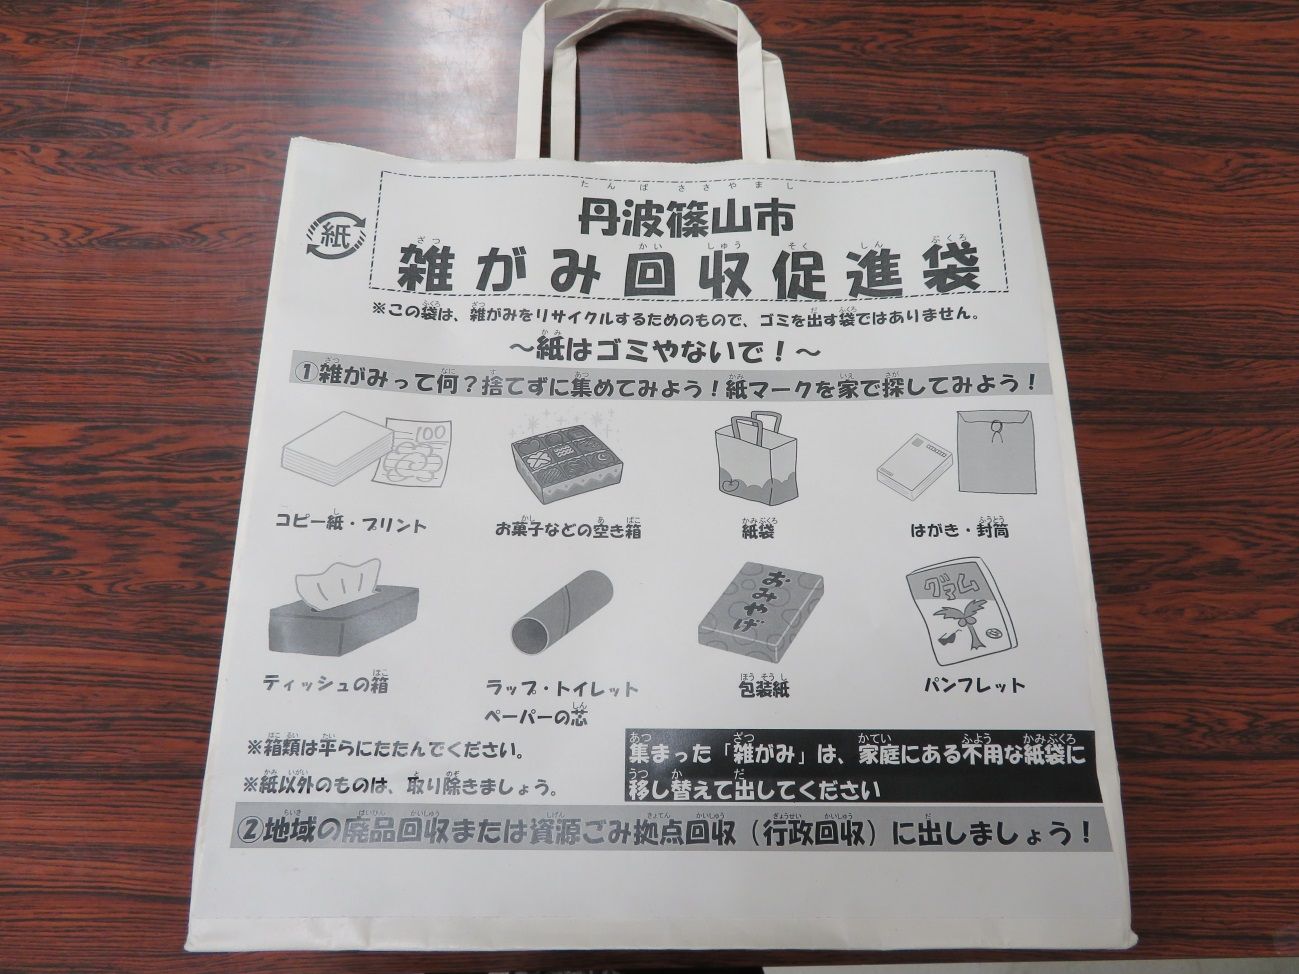 紙
丹波篠山市
雑がみ回収促進袋
※この袋は、雑がみをリサイクルするためのもので、ゴミを出す袋ではありません。
～紙はゴミやないで！～
①雑がみって何？捨てずに集めてみよう！紙マークを家で探してみよう！
100
コピー紙・プリント
お菓子などの空き箱
紙袋
はがき・封筒
おみやげ
グァム
ティッシュの箱
ラップ・トイレット
ペーパーの芯
包装紙
パンフレット
※箱類は平らにたたんでください。
※紙以外のものは、取り除きましょう。
集まった「雑がみ」は、家庭にある不用な紙袋に
移し替えて出してください
②地域の廃品回収または資源ごみ拠点回収（行政回収）に出しましょう！